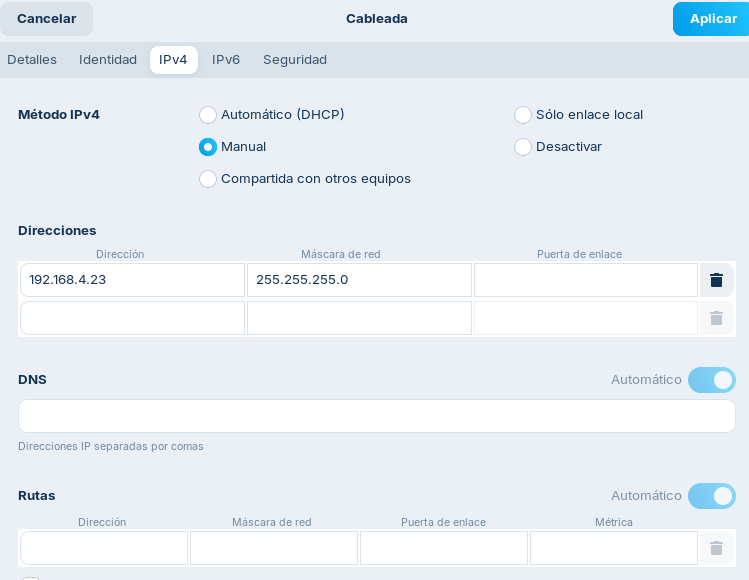 Cancelar Cableada Aplicar
Detalles Identidad IPv4 IPv6 Seguridad
Método IPv4 Automático (DHCP) Sólo enlace local
Manual Desactivar
Compartida con otros equipos
Direcciones
Dirección Máscara de red Puerta de enlace
192.168.4.23 255.255.255.0
DNS Automático
Direcciones IP separadas por comas
Rutas Automático
Dirección Máscara de red Puerta de enlace Métrica